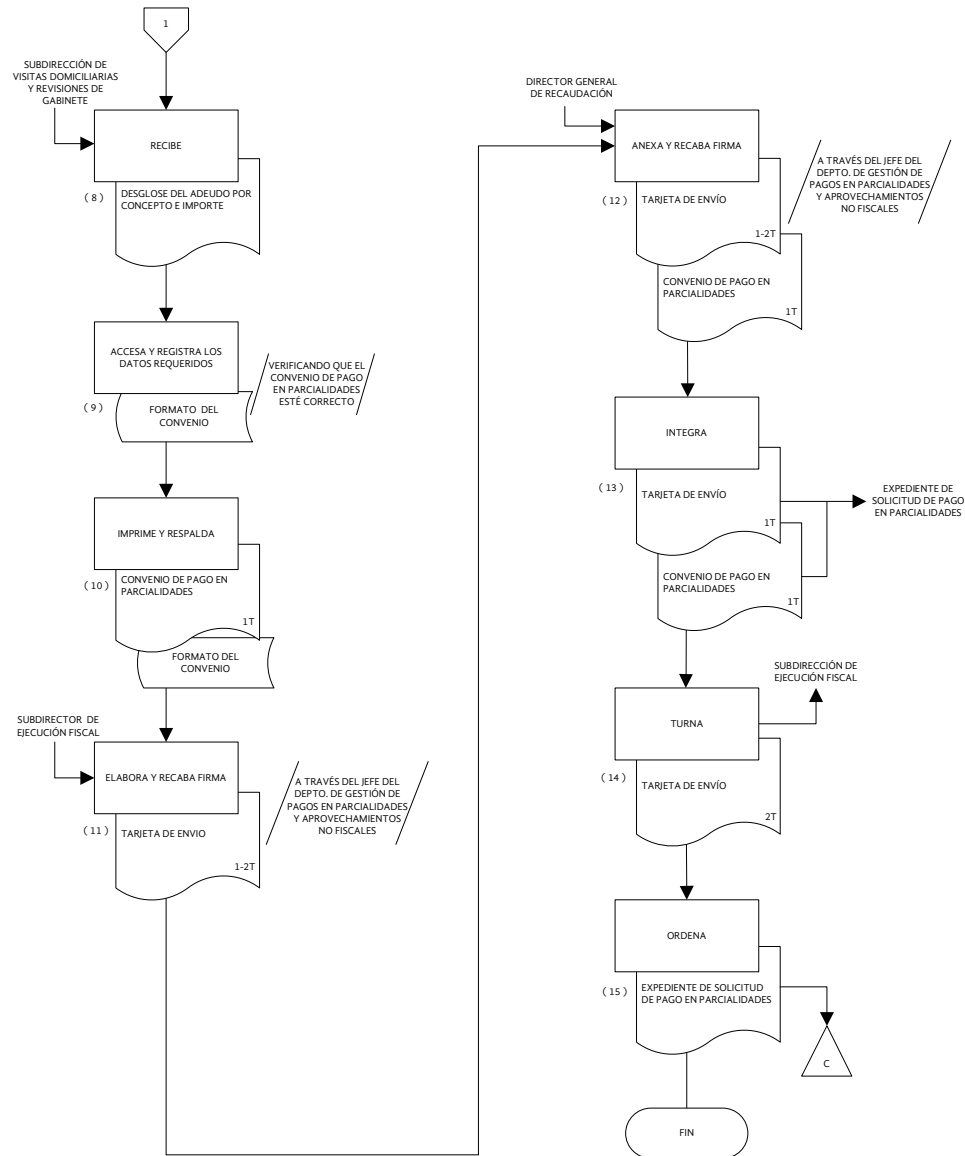 1
SUBDIRECCIÓN DE
VISITAS DOMICILIARIAS
Y REVISIONES DE
GABINETE
RECIBE
( 8 )
DESGLOSE DEL ADEUDO POR
CONCEPTO E IMPORTE
ACCESA Y REGISTRA LOS
DATOS REQUERIDOS
VERIFICANDO QUE EL
CONVENIO DE PAGO
EN PARCIALIDADES
ESTÉ CORRECTO
( 9 )
FORMATO DEL
CONVENIO
IMPRIME Y RESPALDA
( 10 )
CONVENIO DE PAGO EN
PARCIALIDADES
1T
FORMATO DEL
CONVENIO
SUBDIRECTOR DE
EJECUCIÓN FISCAL
ELABORA Y RECABA FIRMA
A TRAVÉS DEL JEFE DEL
DEPTO. DE GESTIÓN DE
PAGOS EN PARCIALIDADES
Y APROVECHAMIENTOS
NO FISCALES
( 11 )
TARJETA DE ENVIO
1-2T
DIRECTOR GENERAL
DE RECAUDACIÓN
ANEXA Y RECABA FIRMA
A TRAVÉS DEL JEFE DEL
DEPTO. DE GESTIÓN DE
PAGOS EN PARCIALIDADES
Y APROVECHAMIENTOS
NO FISCALES
( 12 )
TARJETA DE ENVÍO
1-2T
CONVENIO DE PAGO EN
PARCIALIDADES
1T
INTEGRA
( 13 )
TARJETA DE ENVÍO
1T
EXPEDIENTE DE
SOLICITUD DE PAGO
EN PARCIALIDADES
CONVENIO DE PAGO EN
PARCIALIDADES
1T
SUBDIRECCIÓN DE
EJECUCIÓN FISCAL
TURNA
( 14 )
TARJETA DE ENVÍO
2T
ORDENA
( 15 )
EXPEDIENTE DE SOLICITUD
DE PAGO EN PARCIALIDADES
C
FIN